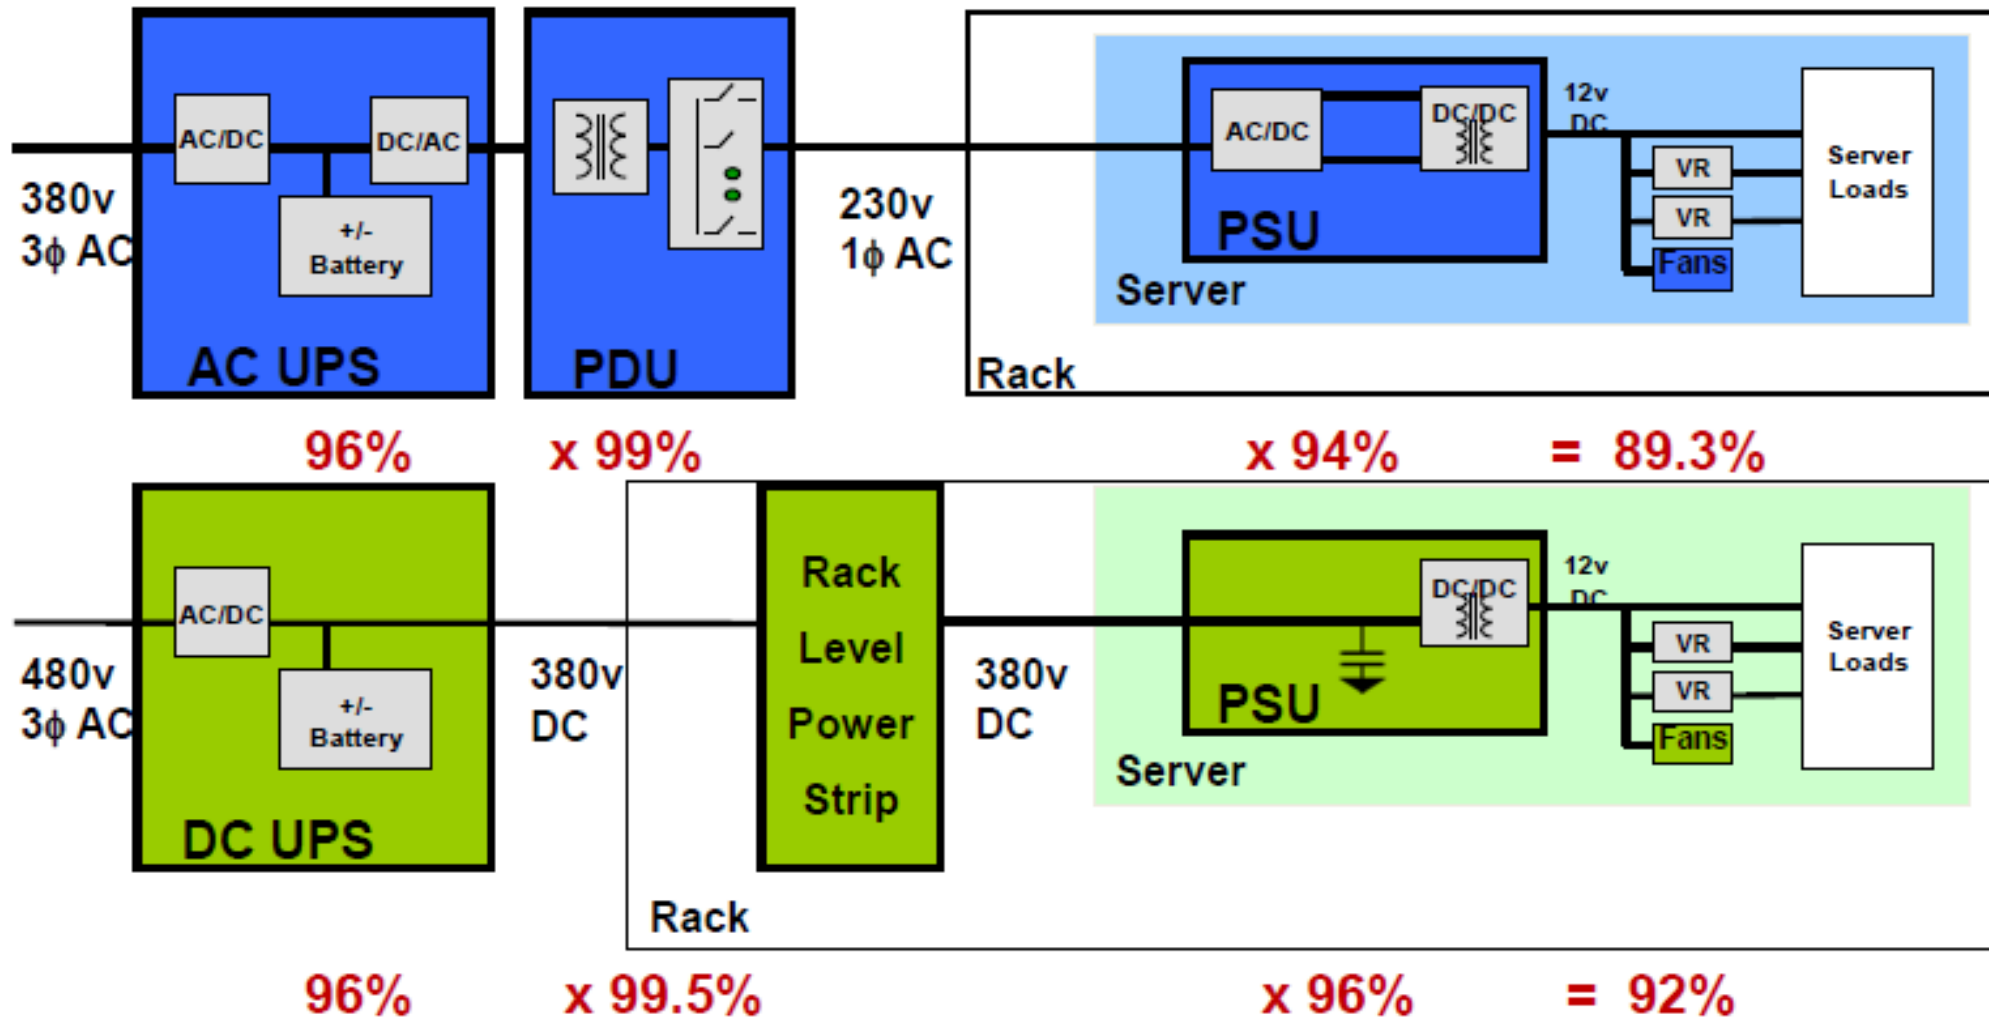 AC/DC
DC/AC
+/-
Battery
380v
3ϕ AC
AC UPS
PDU
230v
1ϕ AC
AC/DC
DC/DC
PSU
12v
DC
VR
VR
Fans
Server
Loads
Server
Rack
96%
x 99%
x 94%
= 89.3%
AC/DC
+/-
Battery
480v
3ϕ AC
DC UPS
380v
DC
Rack
Level
Power
Strip
380v
DC
DC/DC
PSU
12v
DC
VR
VR
Fans
Server
Loads
Server
Rack
96%
x 99.5%
x 96%
= 92%